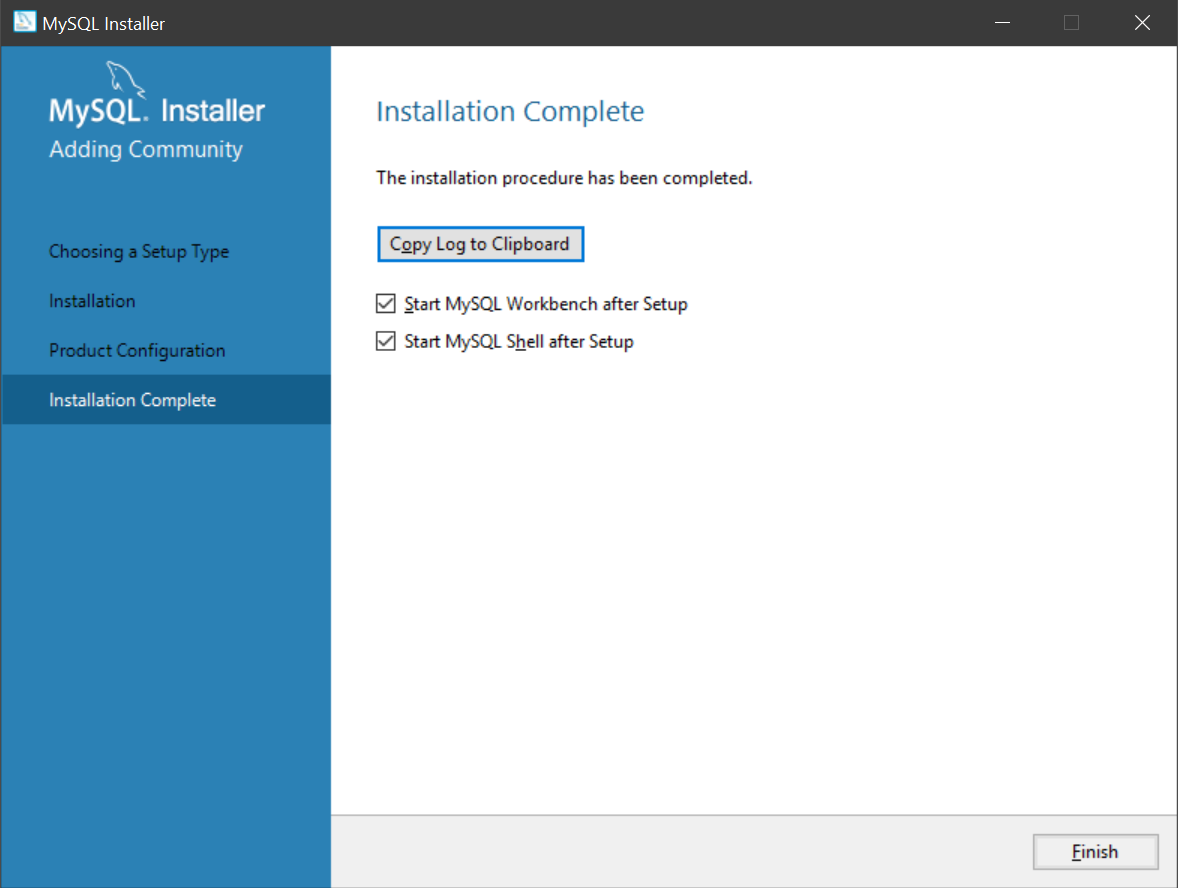 MySQL Installer
MySQL. Installer
Adding Community
Choosing a Setup Type
Installation
Product Configuration
Installation Complete
Installation Complete
The installation procedure has been completed.
Copy Log to Clipboard
Start MySQL Workbench after Setup
Start MySQL Shell after Setup
Finish